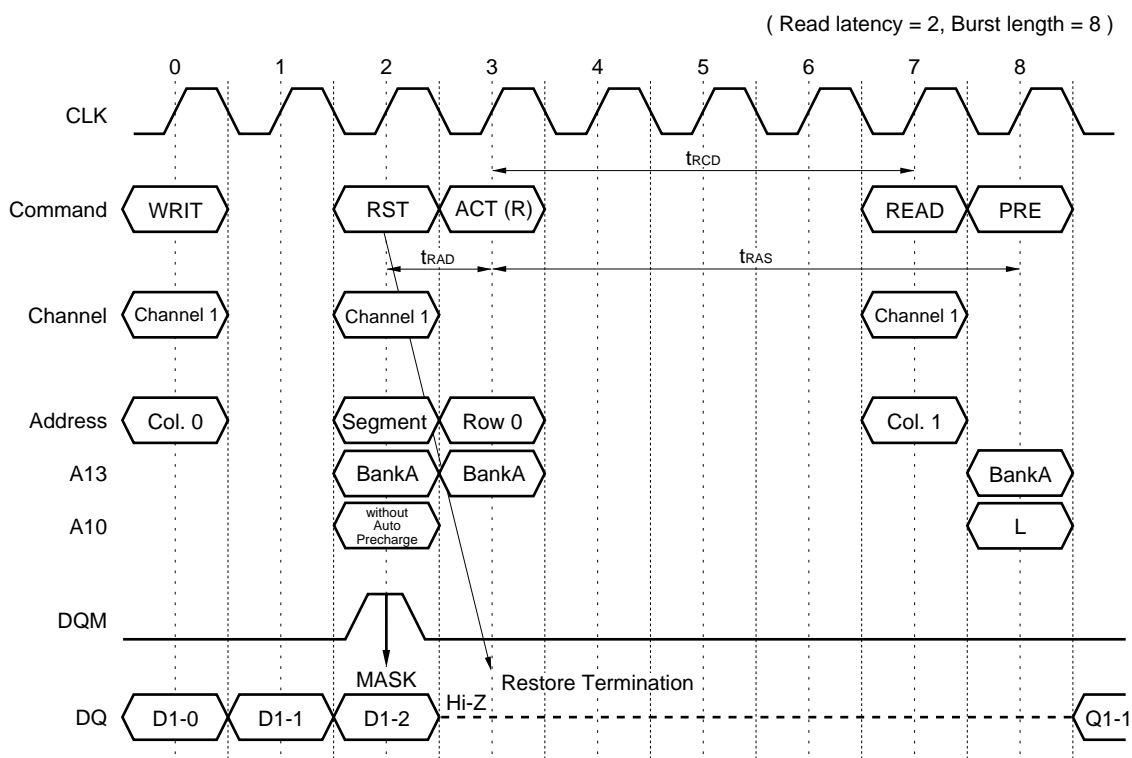 ( Read latency = 2, Burst length = 8 )
0 1 2 3 4 5 6 7 8
CLK
tRCD
Command WRIT RST ACT (R) READ PRE
tRAD tRAS
Channel Channel 1 Channel 1 Channel 1
Address Col. 0 Segment Row 0 Col. 1
A13 BankA BankA BankA
A10 without Auto Precharge L
DQM
MASK Restore Termination
Hi-Z
DQ D1-0 D1-1 D1-2 Q1-1